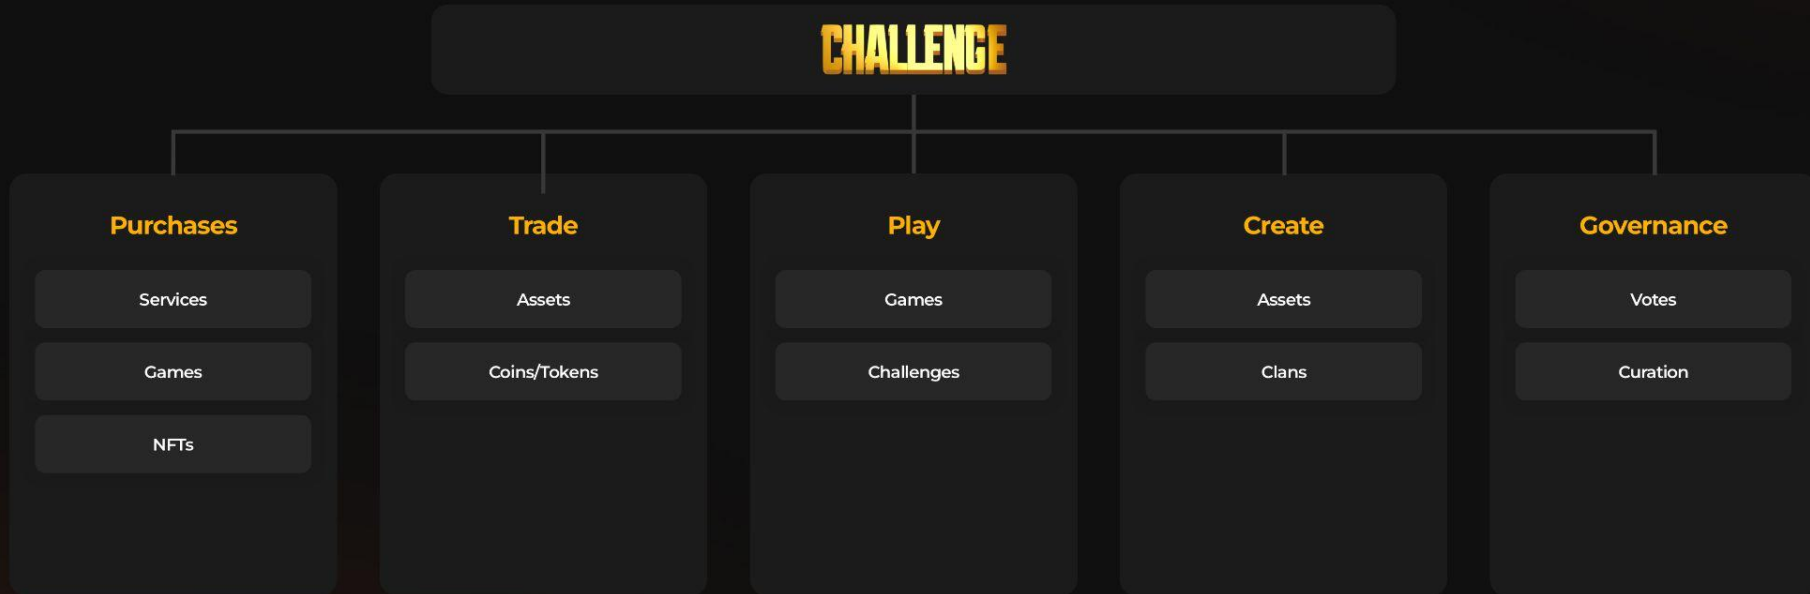 CHALLENGE
Purchases
Services
Games
NFTs
Trade
Assets
Coins/Tokens
Play
Games
Challenges
Create
Assets
Clans
Governance
Votes
Curation